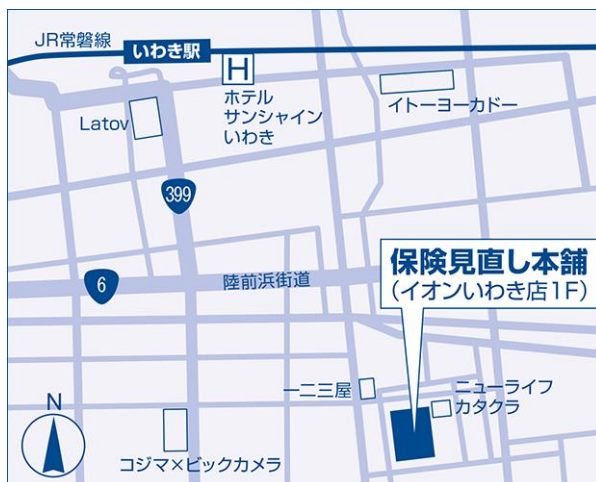 JR常磐線
いわき駅
H
ホテル
サンシャイン
いわき
イトーヨーカドー
Latov
399
6
陸前浜街道
保険見直し本舗
(イオンいわき店1F)
一二三屋
ニューライフ
カタクラ
N
コジマ×ビックカメラ